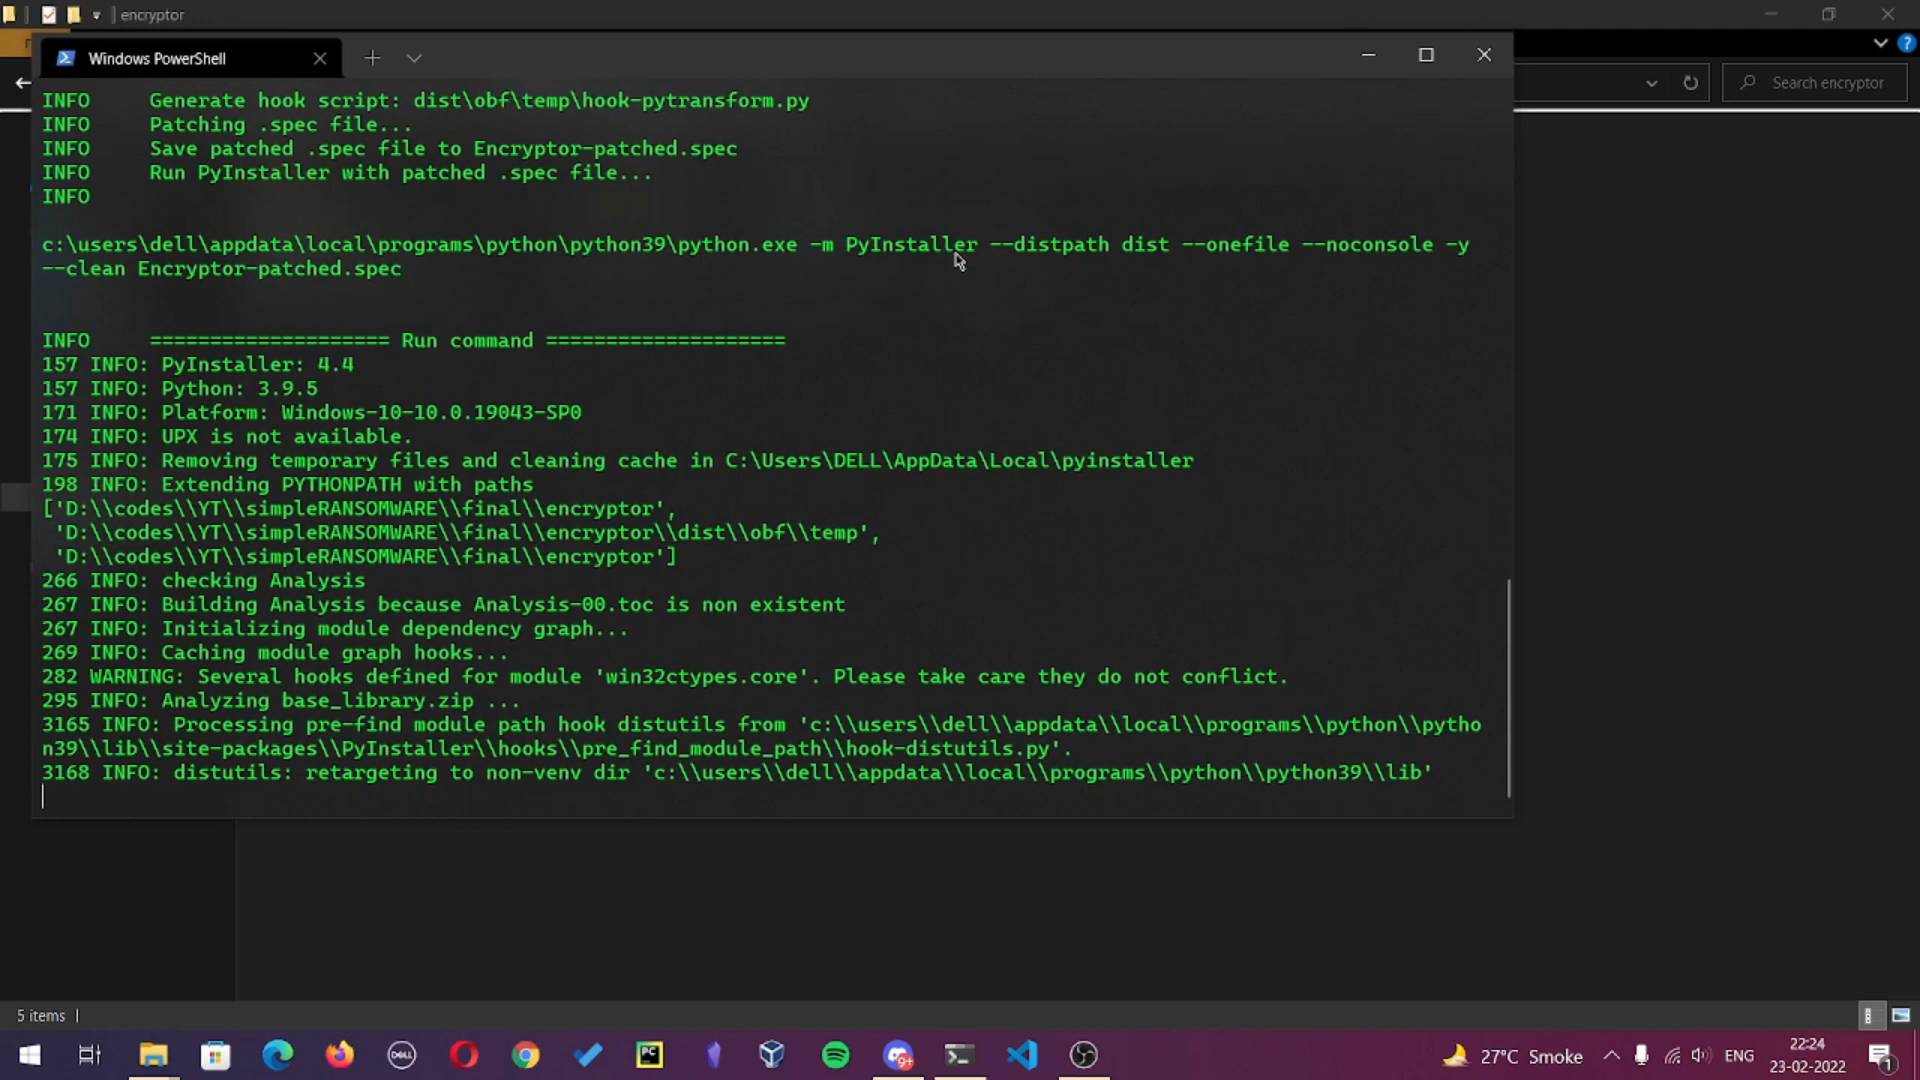 encryptor
Windows PowerShell
Search encryptor
INFO     Generate hook script: dist\obf\temp\hook-pytransform.py
INFO     Patching .spec file...
INFO     Save patched .spec file to Encryptor-patched.spec
INFO     Run PyInstaller with patched .spec file...
INFO
c:\users\dell\appdata\local\programs\python\python39\python.exe -m PyInstaller --distpath dist --onefile --noconsole -y
--clean Encryptor-patched.spec
INFO     ==================== Run command ====================
157 INFO: PyInstaller: 4.4
157 INFO: Python: 3.9.5
171 INFO: Platform: Windows-10-10.0.19043-SP0
174 INFO: UPX is not available.
175 INFO: Removing temporary files and cleaning cache in C:\Users\DELL\AppData\Local\pyinstaller
198 INFO: Extending PYTHONPATH with paths
['D:\\codes\\YT\\simpleRANSOMWARE\\final\\encryptor',
 'D:\\codes\\YT\\simpleRANSOMWARE\\final\\encryptor\\dist\\obf\\temp',
 'D:\\codes\\YT\\simpleRANSOMWARE\\final\\encryptor']
266 INFO: checking Analysis
267 INFO: Building Analysis because Analysis-00.toc is non existent
267 INFO: Initializing module dependency graph...
269 INFO: Caching module graph hooks...
282 WARNING: Several hooks defined for module 'win32ctypes.core'. Please take care they do not conflict.
295 INFO: Analyzing base_library.zip ...
3165 INFO: Processing pre-find module path hook distutils from 'c:\\users\\dell\\appdata\\local\\programs\\python\\pytho
n39\\lib\\site-packages\\PyInstaller\\hooks\\pre_find_module_path\\hook-distutils.py'.
3168 INFO: distutils: retargeting to non-venv dir 'c:\\users\\dell\\appdata\\local\\programs\\python\\python39\\lib'
5 items
DELL
PC
9+
27°C Smoke
ENG
22:24
23-02-2022
1